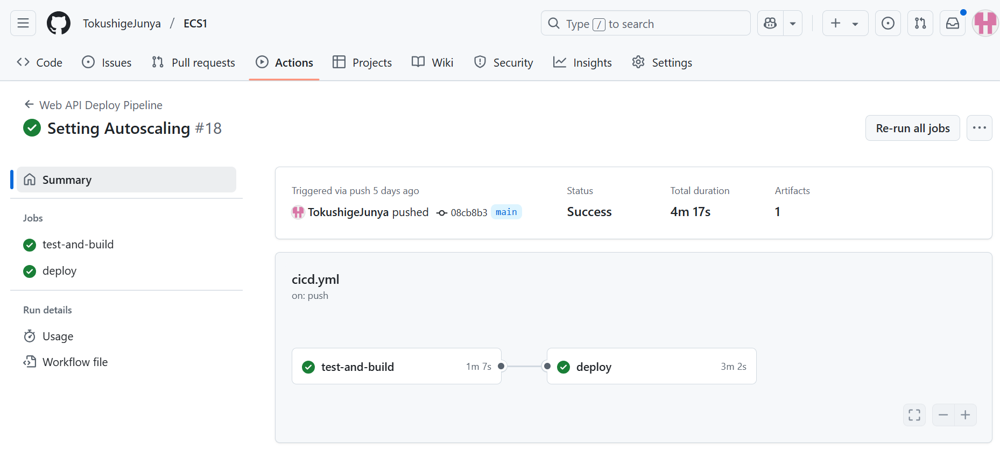 TokushigeJunya / ECS1
Type / to search
Code Issues Pull requests Actions Projects Wiki Security Insights Settings
Web API Deploy Pipeline
Setting Autoscaling #18
Re-run all jobs
Summary
Jobs
test-and-build
deploy
Run details
Usage
Workflow file
Triggered via push 5 days ago
TokushigeJunya pushed 08cb8b3 main
Status
Success
Total duration
4m 17s
Artifacts
1
cicd.yml
on: push
test-and-build 1m 7s
deploy 3m 2s